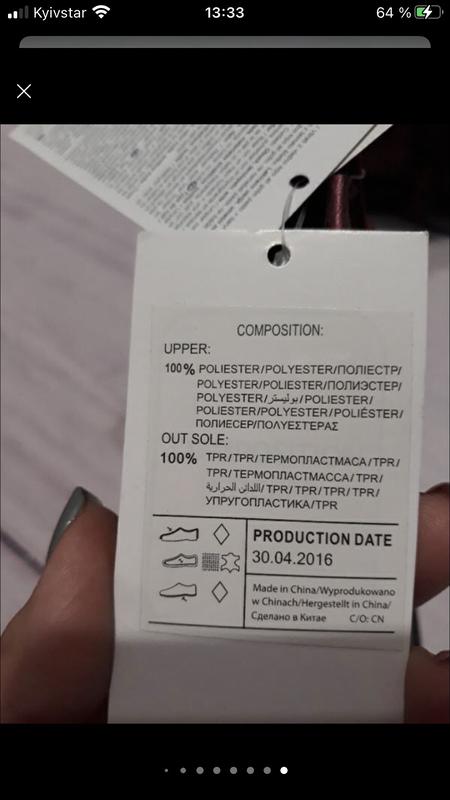 Kyivstar
13:33
64 %
COMPOSITION:
UPPER:
100% POLIESTER/POLYESTER/ПОЛІЕСТР/
POLYESTER/POLIESTER/ПОЛИЭСТЕР/
POLYESTER/بوليستر/POLIESTER/
POLIESTER/POLYESTER/POLIÉSTER/
ПОЛИЕСЕР/ΠΟΛΥΕΣΤΈΡΑΣ
OUT SOLE:
100% TPR/TPR/ТЕРМОПЛАСТМАСА/TPR/
TPR/ТЕРМОПЛАСТМАССА/TPR/
اللدائن الحرارية/TPR/TPR/TPR/TPR/
УПРУГОПЛАСТИКА/TPR
PRODUCTION DATE
30.04.2016
Made in China/Wyprodukowano
w Chinach/Hergestellt in China/
Сделано в Китае C/O: CN